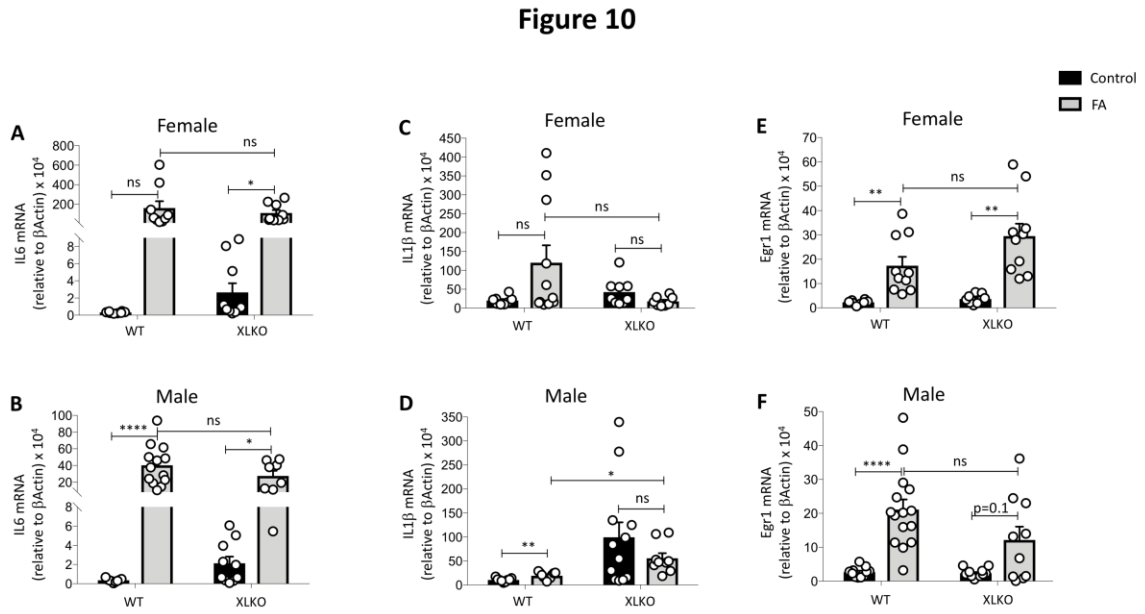 Figure 10
Control
FA
A
Female
IL6 mRNA
(relative to βActin) x 10⁴
800
600
400
200
8
6
4
2
0
ns
ns
*
WT
XLKO
C
Female
IL1β mRNA
(relative to βActin) x 10⁴
450
400
350
300
250
200
150
100
50
0
ns
ns
ns
WT
XLKO
E
Female
Egr1 mRNA
(relative to βActin) x 10⁴
70
60
50
40
30
20
10
0
**
ns
**
WT
XLKO
B
Male
IL6 mRNA
(relative to βActin) x 10⁴
100
80
60
40
20
8
6
4
2
0
****
ns
*
WT
XLKO
D
Male
IL1β mRNA
(relative to βActin) x 10⁴
350
300
250
200
150
100
50
0
**
*
ns
WT
XLKO
F
Male
Egr1 mRNA
(relative to βActin) x 10⁴
50
40
30
20
10
0
****
ns
p=0.1
WT
XLKO